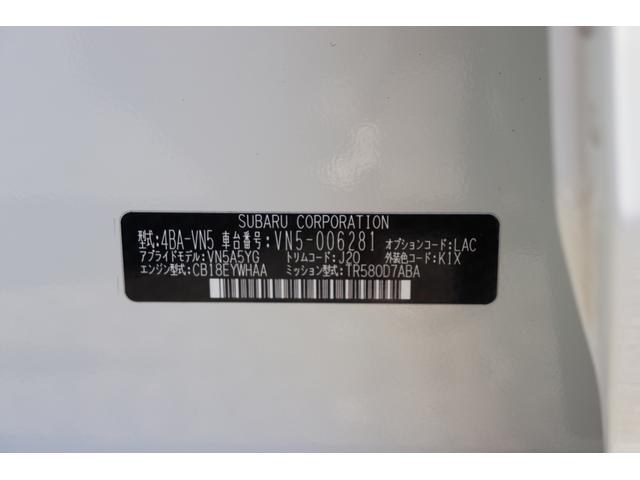 SUBARU CORPORATION
型式:4BA-VN5 車台番号:VN5-006281 オプションコード:LAC
アプライドモデル:VN5A5YG トリムコード:J20 外装色コード:K1X
エンジン型式:CB18EYWHAA ミッション型式:TR580D7ABA